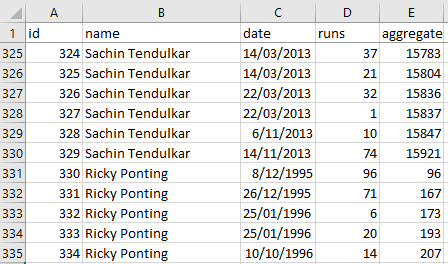 A B C D E
1 id name date runs aggregate
325 324 Sachin Tendulkar 14/03/2013 37 15783
326 325 Sachin Tendulkar 14/03/2013 21 15804
327 326 Sachin Tendulkar 22/03/2013 32 15836
328 327 Sachin Tendulkar 22/03/2013 1 15837
329 328 Sachin Tendulkar 6/11/2013 10 15847
330 329 Sachin Tendulkar 14/11/2013 74 15921
331 330 Ricky Ponting 8/12/1995 96 96
332 331 Ricky Ponting 26/12/1995 71 167
333 332 Ricky Ponting 25/01/1996 6 173
334 333 Ricky Ponting 25/01/1996 20 193
335 334 Ricky Ponting 10/10/1996 14 207